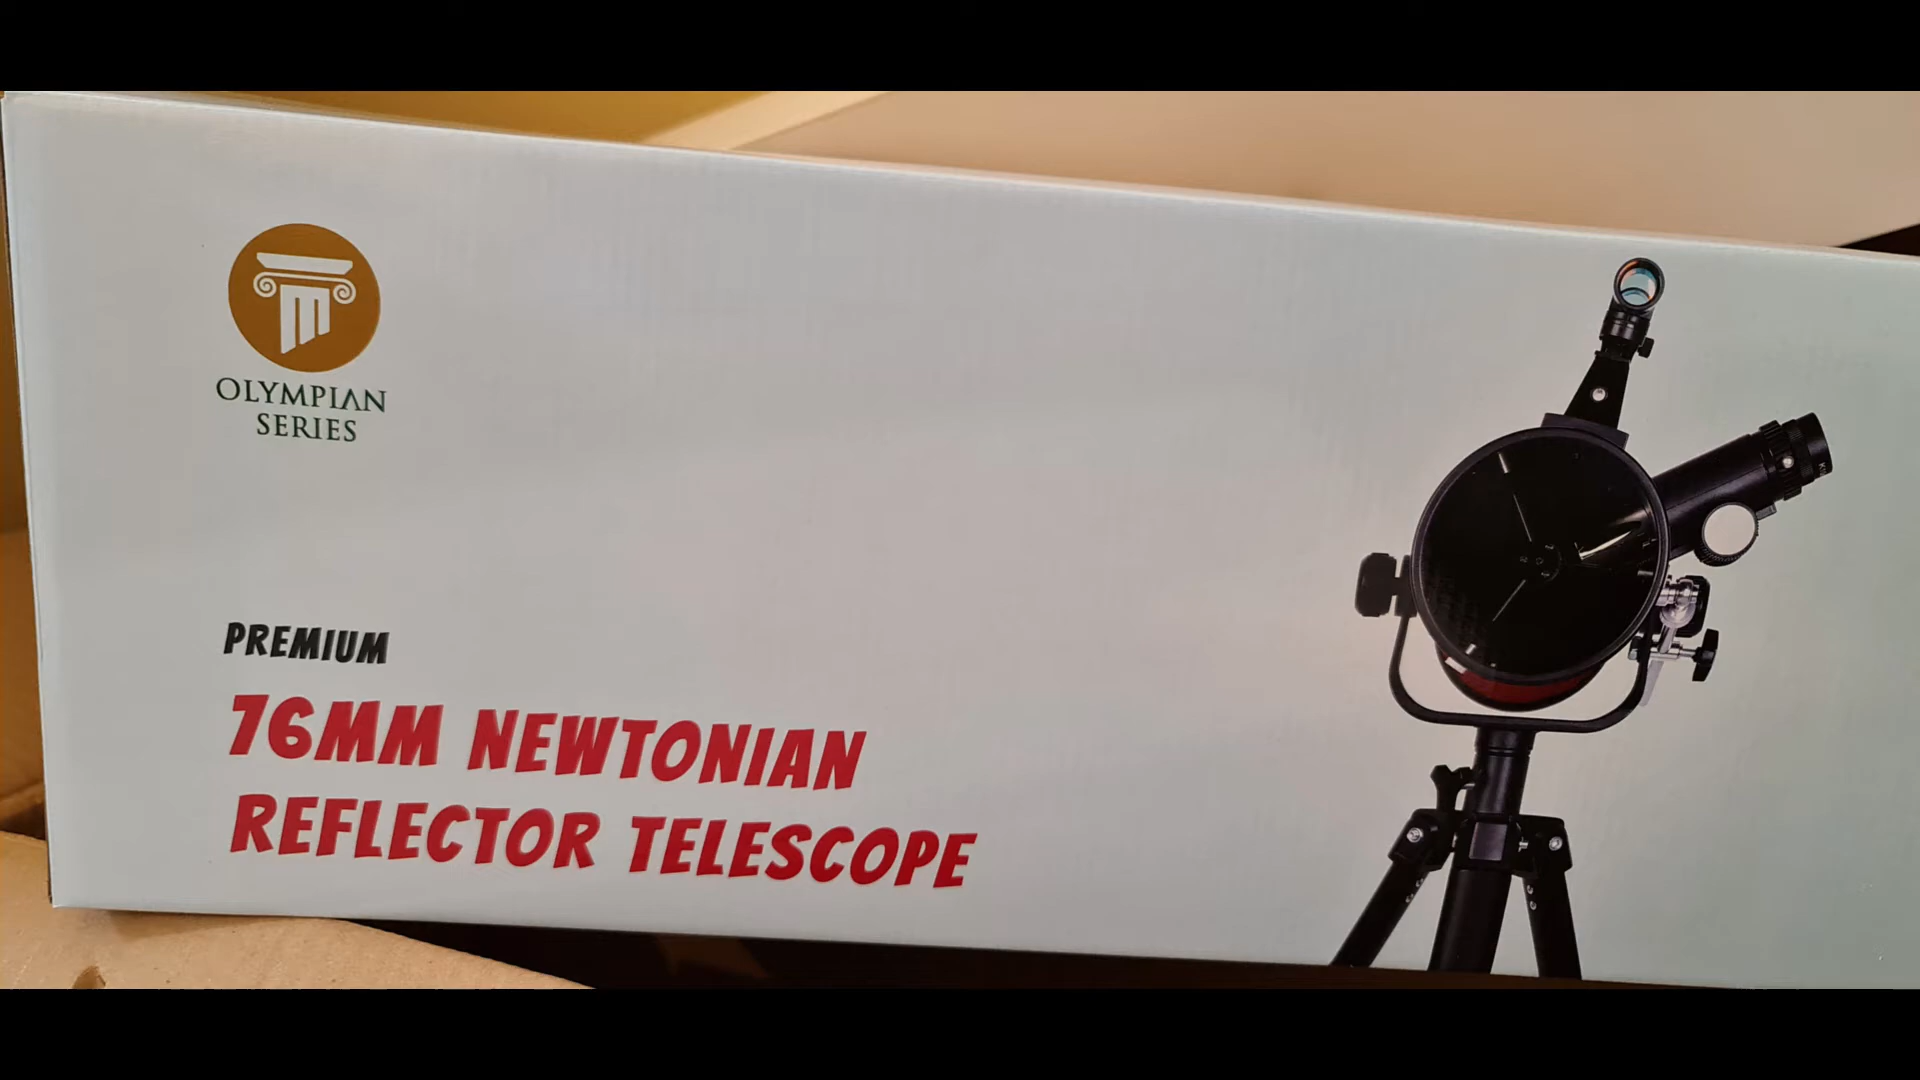 OLYMPIAN
SERIES
PREMIUM
76MM NEWTONIAN
REFLECTOR TELESCOPE